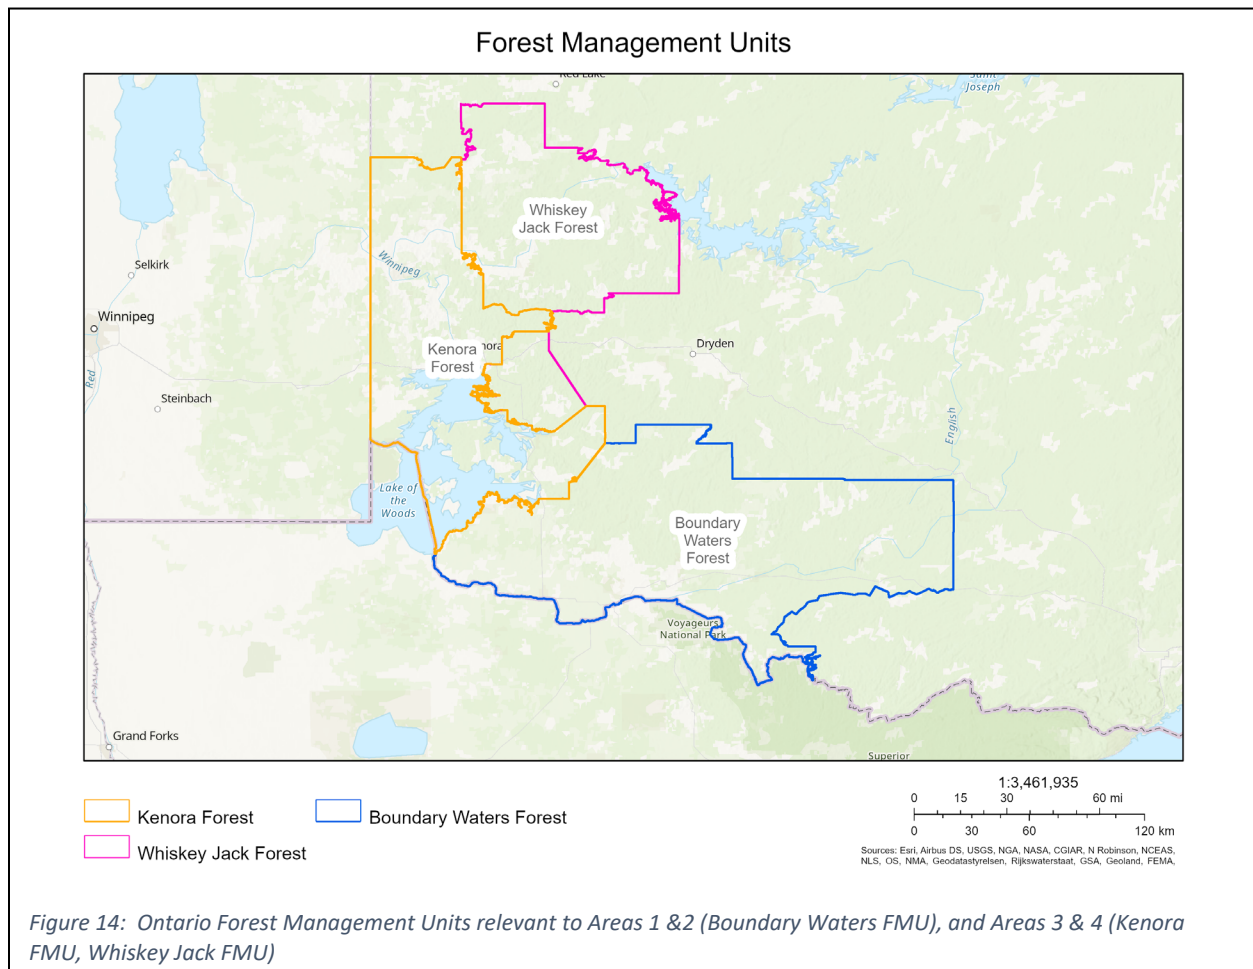 Forest Management Units
Red Lake
Saint
Joseph
Whiskey
Jack Forest
Selkirk
Winnipeg
Winnipeg
Red
Kenora
Forest
nora
Dryden
Steinbach
English
Lake of
the
Woods
Boundary
Waters
Forest
Voyageurs
National Park
Grand Forks
Superior
1:3,461,935
0 15 30 60 mi
0 30 60 120 km
Kenora Forest
Boundary Waters Forest
Whiskey Jack Forest
Sources: Esri, Airbus DS, USGS, NGA, NASA, CGIAR, N Robinson, NCEAS,
NLS, OS, NMA, Geodatastyrelsen, Rijkswaterstaat, GSA, Geoland, FEMA,
Figure 14: Ontario Forest Management Units relevant to Areas 1 &2 (Boundary Waters FMU), and Areas 3 & 4 (Kenora
FMU, Whiskey Jack FMU)